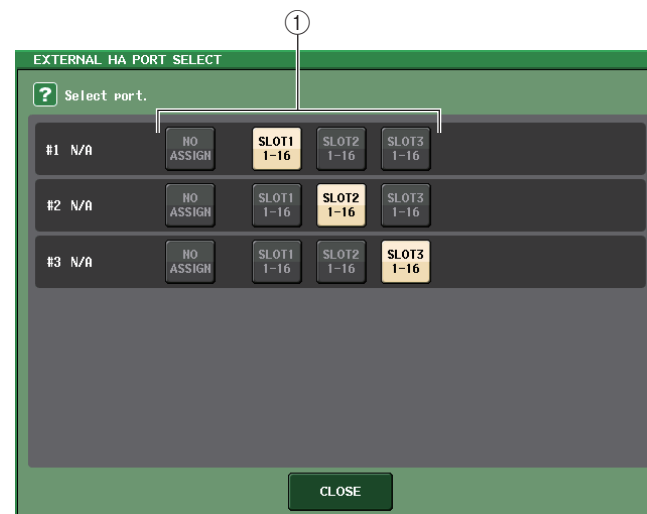 ①
EXTERNAL HA PORT SELECT
? Select port.
#1 N/A NO ASSIGN SLOT1 1-16 SLOT2 1-16 SLOT3 1-16
#2 N/A NO ASSIGN SLOT1 1-16 SLOT2 1-16 SLOT3 1-16
#3 N/A NO ASSIGN SLOT1 1-16 SLOT2 1-16 SLOT3 1-16
CLOSE